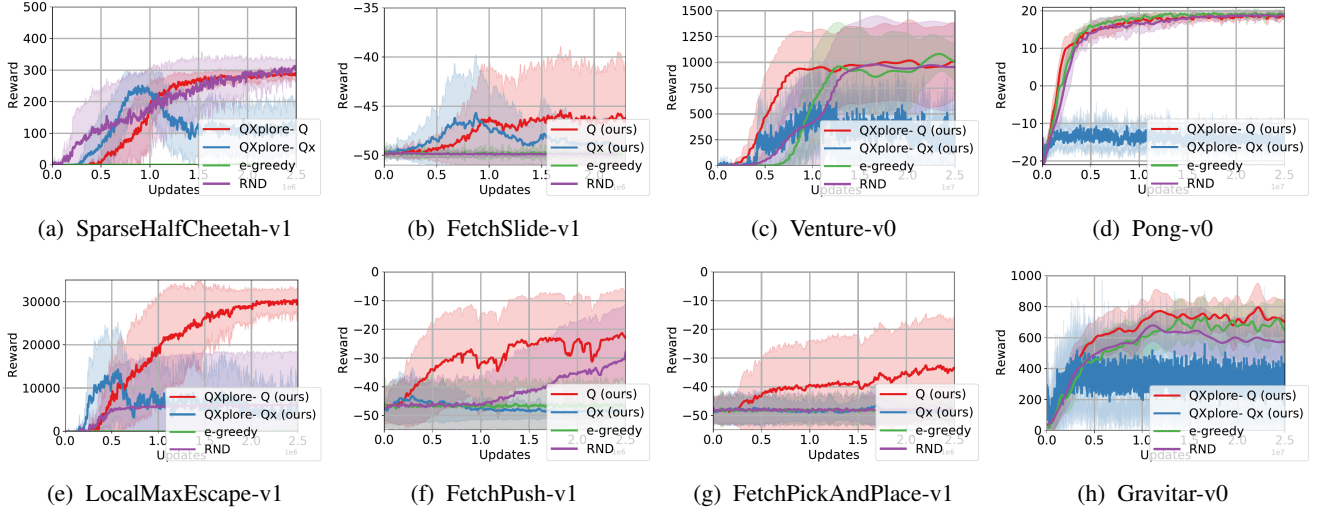 500
400
300
200
100
0
Reward
0.0 0.5 1.0 1.5 2.0 2.5
Updates
1e6
QXplore- Q
QXplore- Qx
e-greedy
RND
(a) SparseHalfCheetah-v1
−35
−40
−45
−50
Reward
0.0 0.5 1.0 1.5 2.0 2.5
Updates
1e6
Q (ours)
Qx (ours)
e-greedy
RND
(b) FetchSlide-v1
1500
1250
1000
750
500
250
0
Reward
0.0 0.5 1.0 1.5 2.0 2.5
Updates
1e7
QXplore- Q (ours)
QXplore- Qx (ours)
e-greedy
RND
(c) Venture-v0
20
10
0
−10
−20
Reward
0.0 0.5 1.0 1.5 2.0 2.5
Updates
1e7
QXplore- Q (ours)
QXplore- Qx (ours)
e-greedy
RND
(d) Pong-v0
30000
20000
10000
0
Reward
0.0 0.5 1.0 1.5 2.0 2.5
Updates
1e6
QXplore- Q (ours)
QXplore- Qx (ours)
e-greedy
RND
(e) LocalMaxEscape-v1
0
−10
−20
−30
−40
−50
Reward
0.0 0.5 1.0 1.5 2.0 2.5
Updates
1e6
Q (ours)
Qx (ours)
e-greedy
RND
(f) FetchPush-v1
0
−10
−20
−30
−40
−50
Reward
0.0 0.5 1.0 1.5 2.0 2.5
Updates
1e6
Q (ours)
Qx (ours)
e-greedy
RND
(g) FetchPickAndPlace-v1
1000
800
600
400
200
0
Reward
0.0 0.5 1.0 1.5 2.0 2.5
Updates
1e7
QXplore- Q (ours)
QXplore- Qx (ours)
e-greedy
RND
(h) Gravitar-v0